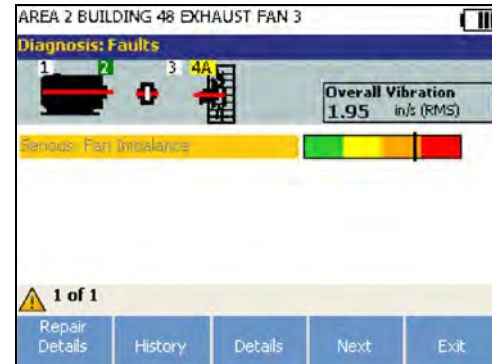 AREA 2 BUILDING 48 EXHAUST FAN 3
Diagnosis: Faults
1 2 3 4A
Overall Vibration
1.95 in/s (RMS)
Serious: Fan Imbalance
1 of 1
Repair Details
History
Details
Next
Exit